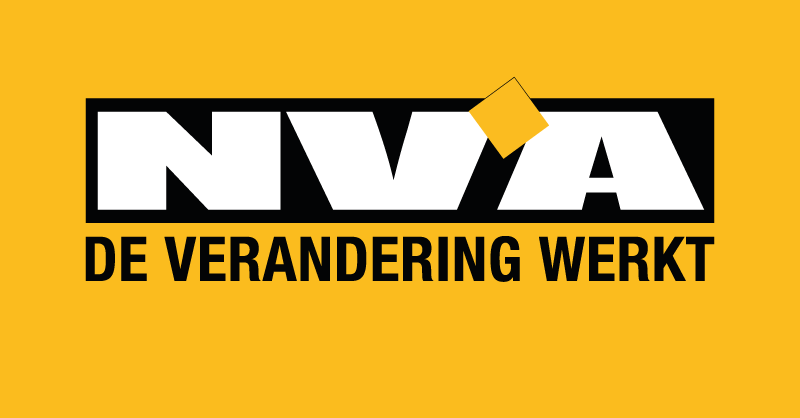 NVA
DE VERANDERING WERKT